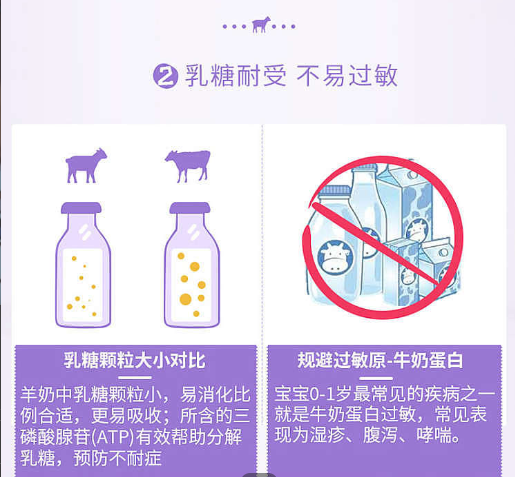 2 乳糖耐受 不易过敏
乳糖颗粒大小对比
羊奶中乳糖颗粒小，易消化比
例合适，更易吸收；所含的三
磷酸腺苷(ATP)有效帮助分解
乳糖，预防不耐症
规避过敏原-牛奶蛋白
宝宝0-1岁最常见的疾病之一
就是牛奶蛋白过敏，常见表
现为湿疹、腹泻、哮喘。